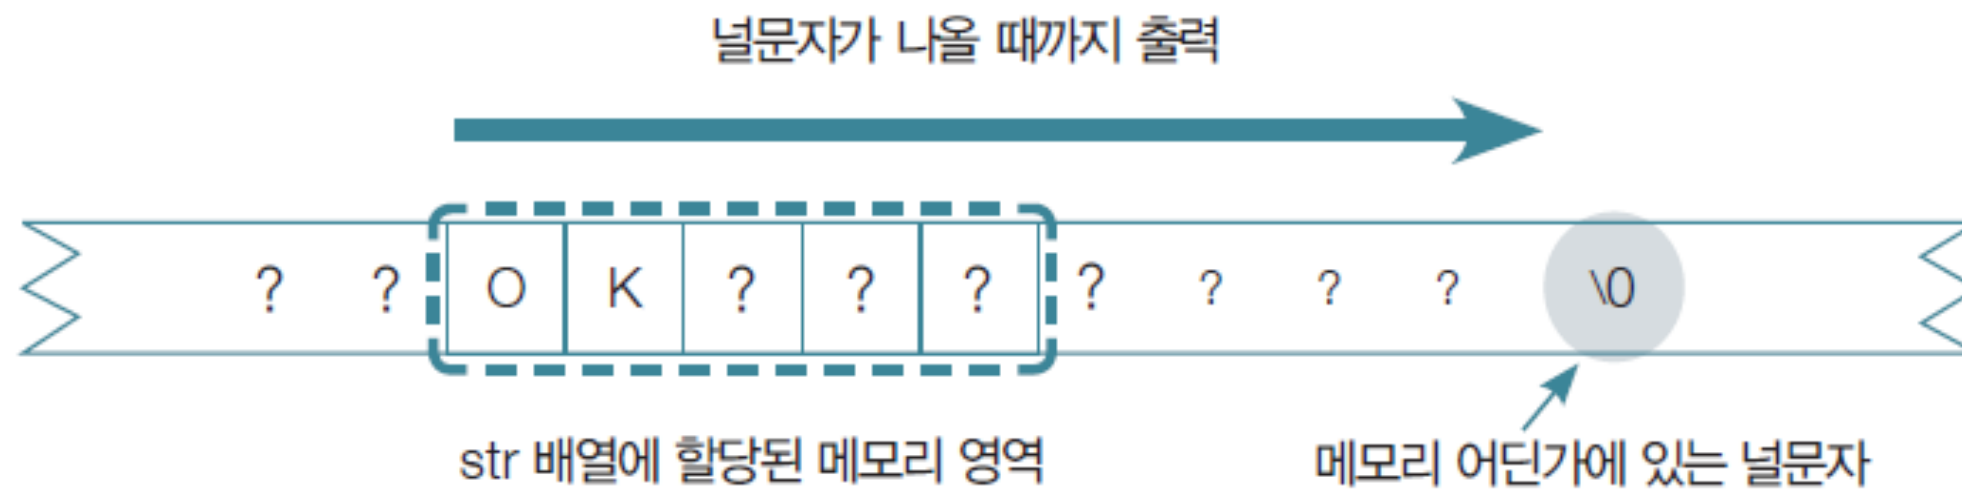 널문자가 나올 때까지 출력
? ? O K ? ? ? ? ? ? ? \0
str 배열에 할당된 메모리 영역
메모리 어딘가에 있는 널문자